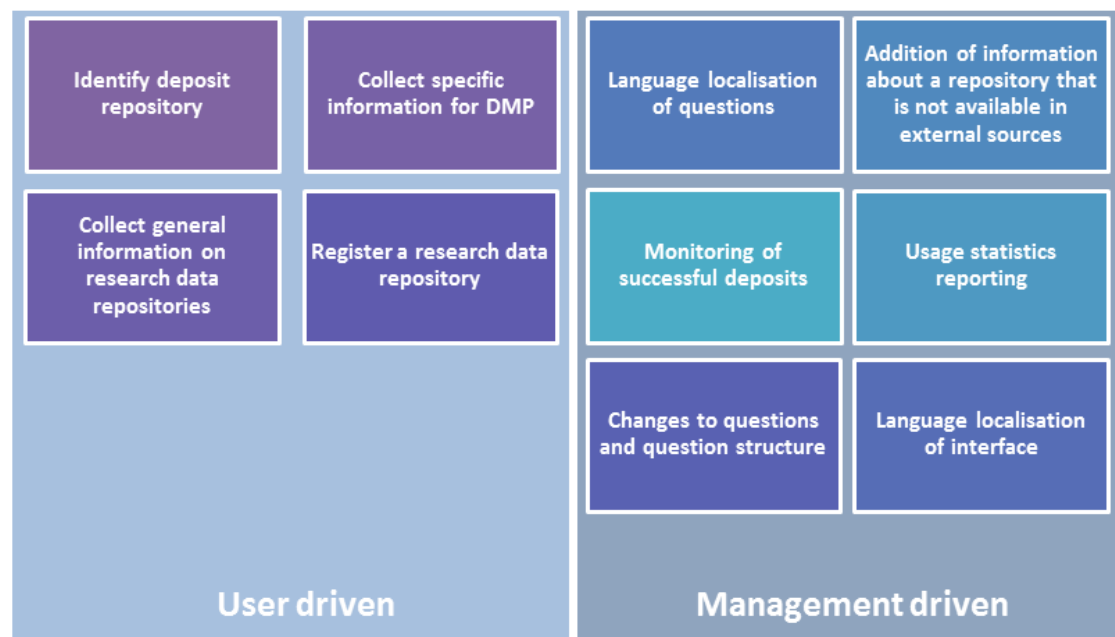 Identify deposit
repository
Collect specific
information for DMP
Collect general
information on
research data
repositories
Register a research data
repository
User driven
Language localisation
of questions
Addition of information
about a repository that
is not available in
external sources
Monitoring of
successful deposits
Usage statistics
reporting
Changes to questions
and question structure
Language localisation
of interface
Management driven